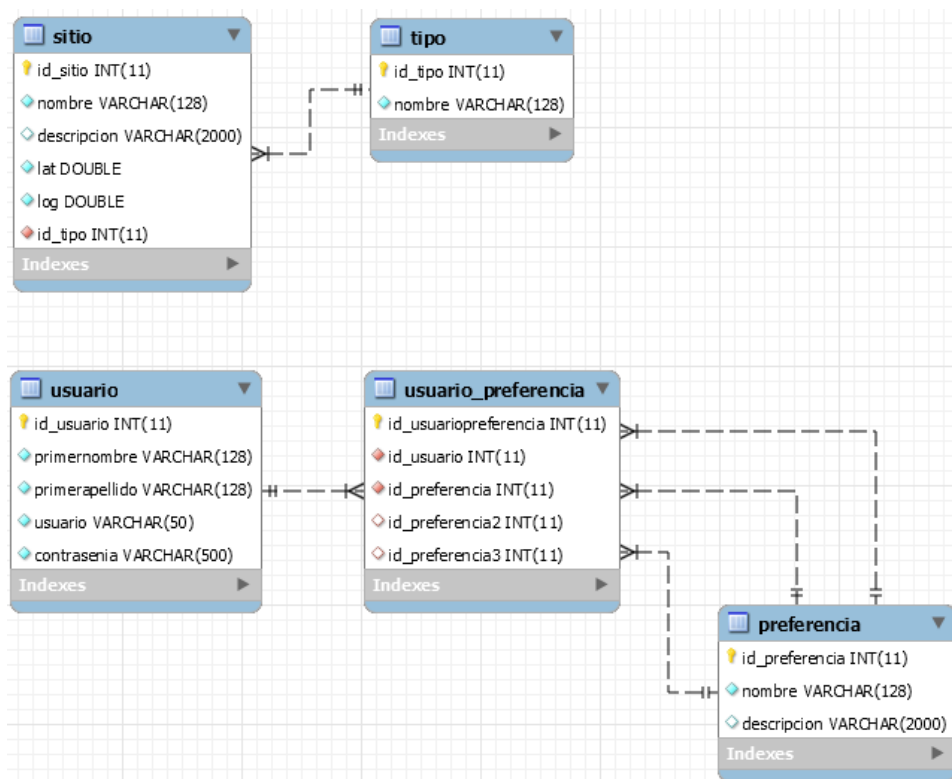 sitio
id_sitio INT(11)
nombre VARCHAR(128)
descripcion VARCHAR(2000)
lat DOUBLE
log DOUBLE
id_tipo INT(11)
Indexes
tipo
id_tipo INT(11)
nombre VARCHAR(128)
Indexes
usuario
id_usuario INT(11)
primernombre VARCHAR(128)
primerapellido VARCHAR(128)
usuario VARCHAR(50)
contrasenia VARCHAR(500)
Indexes
usuario_preferencia
id_usuariopreferencia INT(11)
id_usuario INT(11)
id_preferencia INT(11)
id_preferencia2 INT(11)
id_preferencia3 INT(11)
Indexes
preferencia
id_preferencia INT(11)
nombre VARCHAR(128)
descripcion VARCHAR(2000)
Indexes